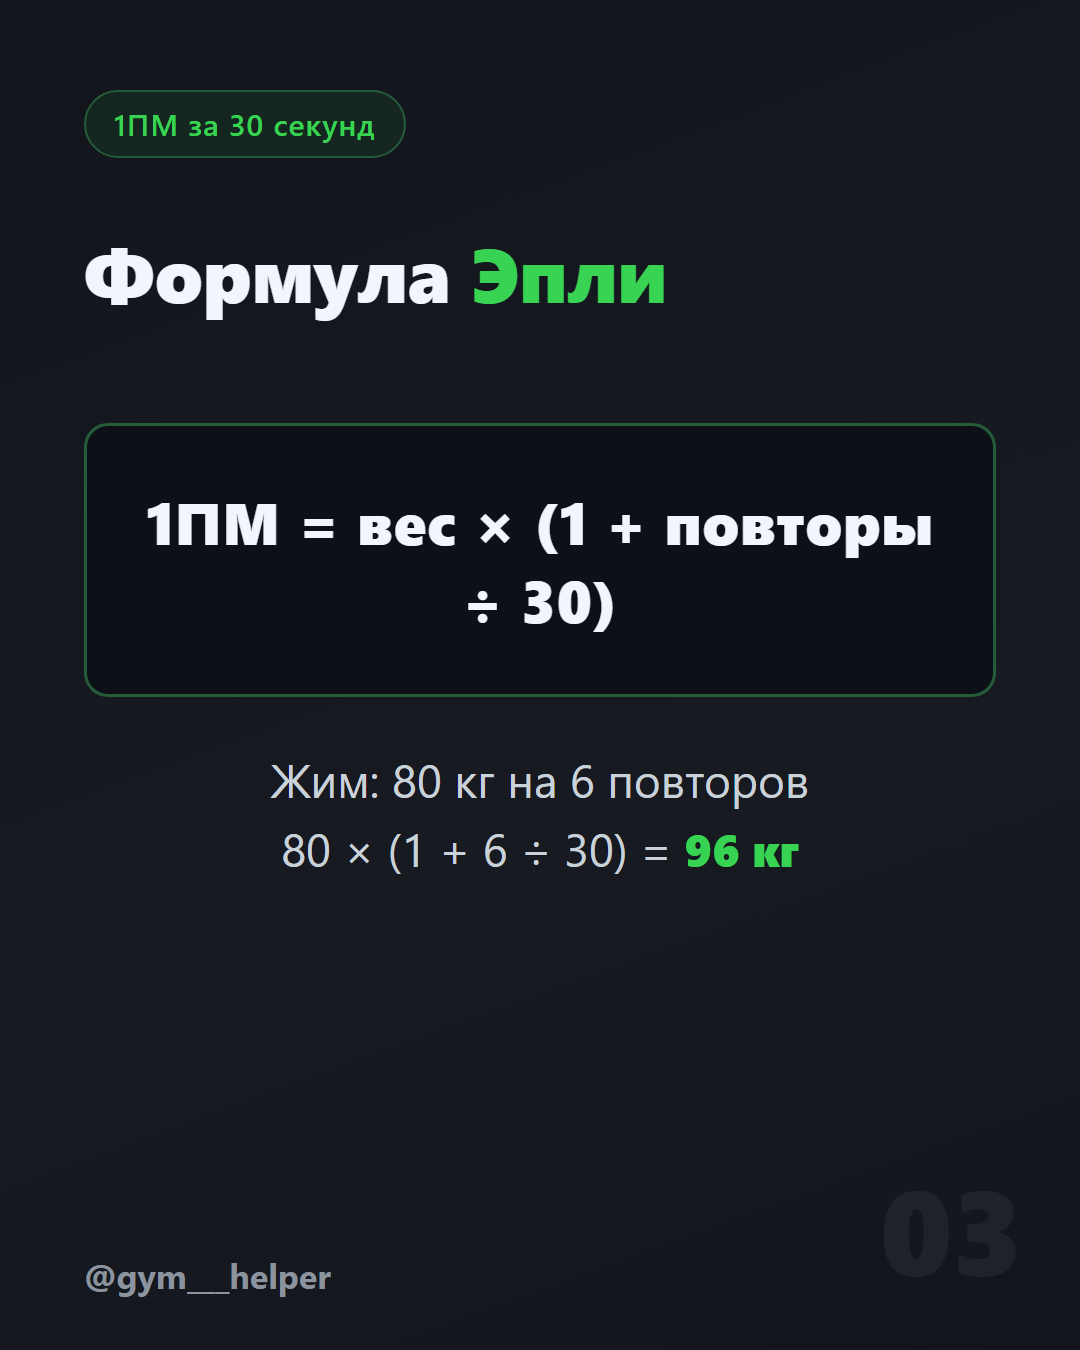 1ПМ за 30 секунд
Формула Эпли
1ПМ = вес × (1 + повторы
÷ 30)
Жим: 80 кг на 6 повторов
80 × (1 + 6 ÷ 30) = 96 кг
03
@gym___helper